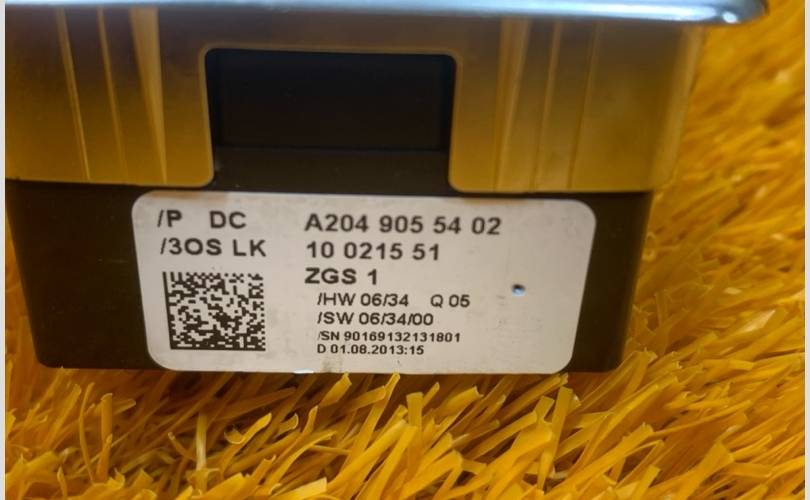 /P DC A204 905 54 02
/3OS LK 10 0215 51
ZGS 1
/HW 06/34 Q 05
/SW 06/34/00
/SN 90169132131801
D 01.08.2013:15